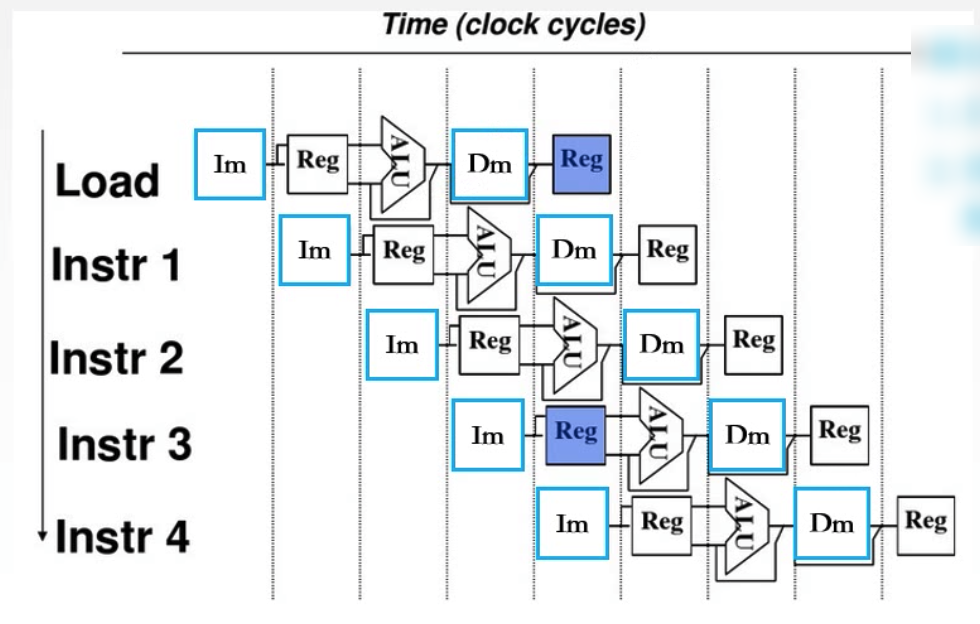 Time (clock cycles)
Load Im Reg ALU Dm Reg
Instr 1 Im Reg ALU Dm Reg
Instr 2 Im Reg ALU Dm Reg
Instr 3 Im Reg ALU Dm Reg
Instr 4 Im Reg ALU Dm Reg